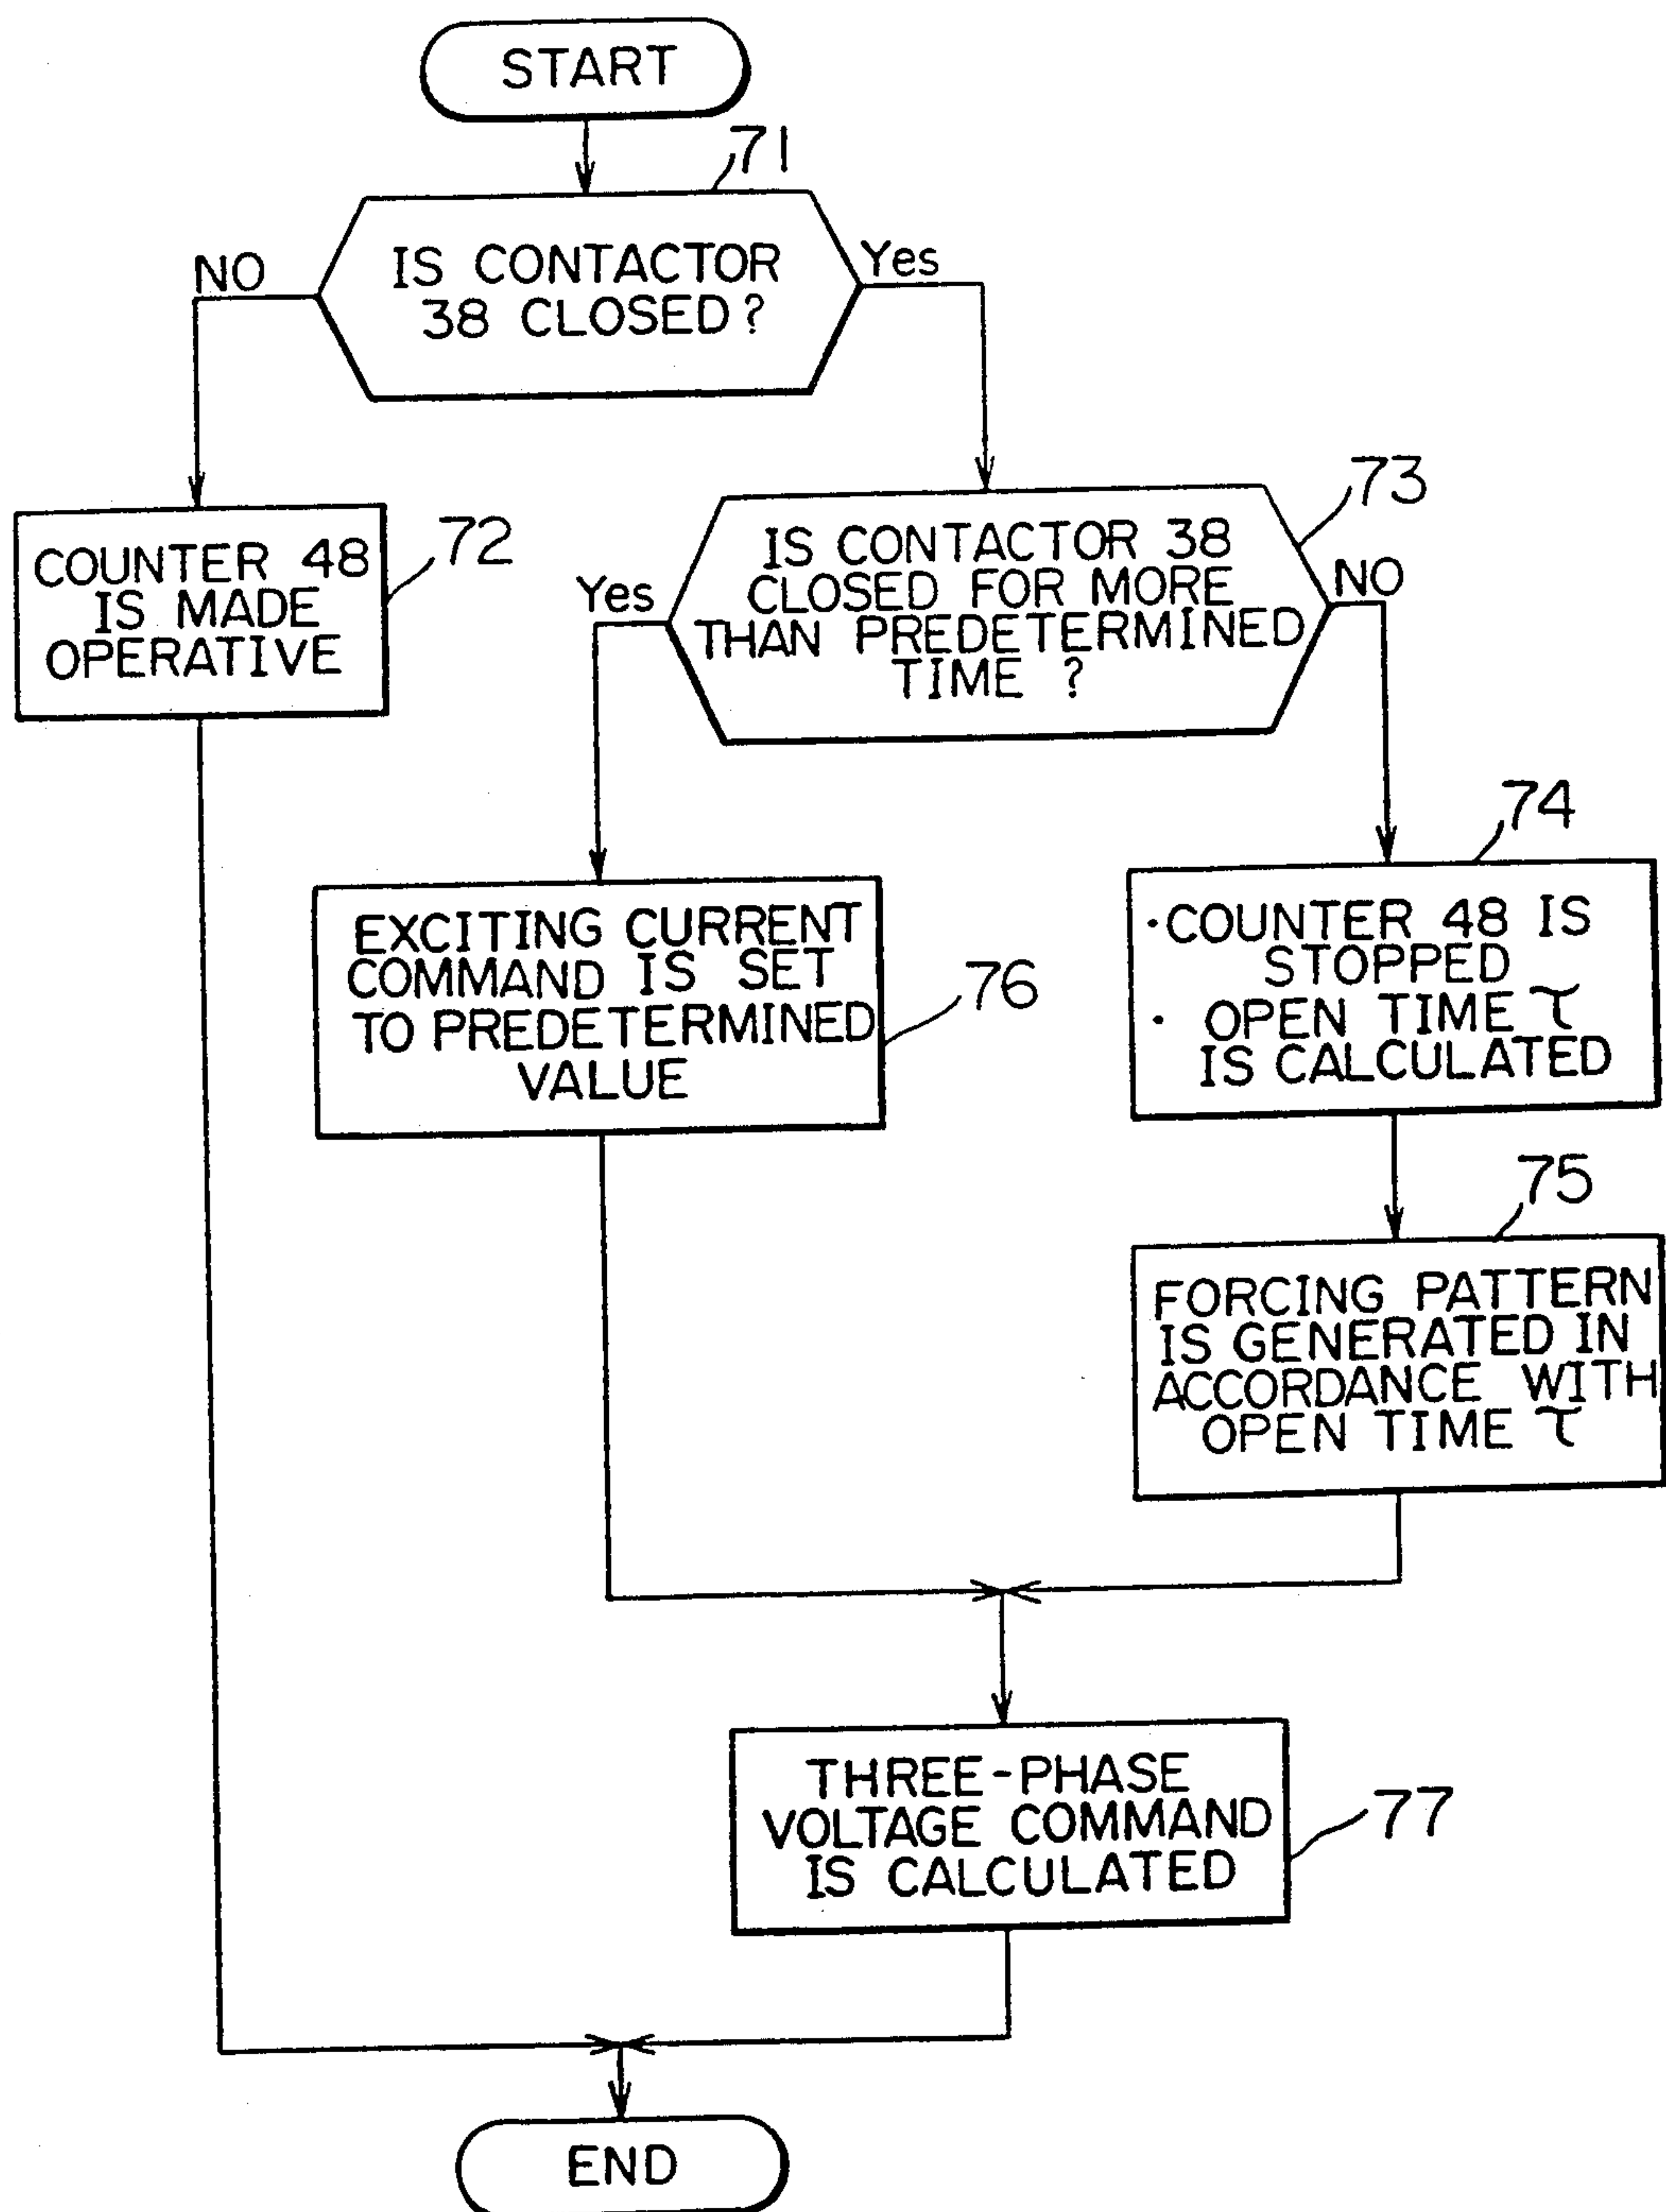 START
71
IS CONTACTOR
38 CLOSED?
NO
Yes
73
IS CONTACTOR 38
CLOSED FOR MORE
THAN PREDETERMINED
TIME ?
Yes
NO
COUNTER 48
IS MADE
OPERATIVE
72
74
· COUNTER 48 IS
STOPPED
· OPEN TIME τ
IS CALCULATED
EXCITING CURRENT
COMMAND IS SET
TO PREDETERMINED
VALUE
76
75
FORCING PATTERN
IS GENERATED IN
ACCORDANCE WITH
OPEN TIME τ
THREE-PHASE
VOLTAGE COMMAND
IS CALCULATED
77
END